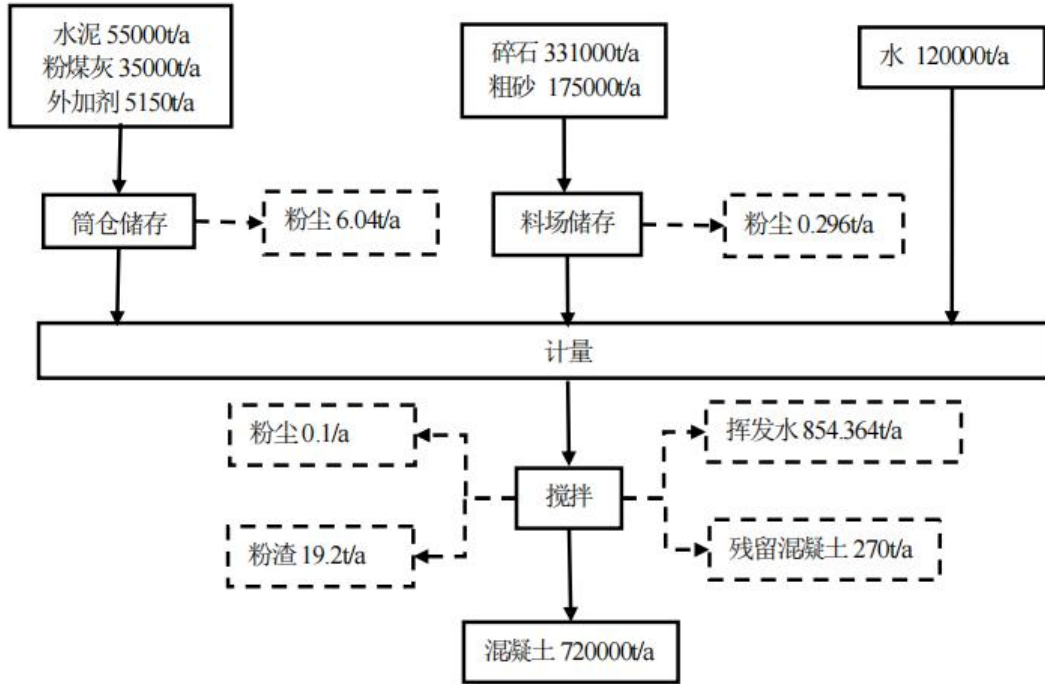 水泥 55000t/a
粉煤灰 35000t/a
外加剂 5150t/a
碎石 331000t/a
粗砂 175000t/a
水 120000t/a
筒仓储存
粉尘 6.04t/a
料场储存
粉尘 0.296t/a
计量
粉尘 0.1/a
挥发水 854.364t/a
搅拌
粉渣 19.2t/a
残留混凝土 270t/a
混凝土 720000t/a